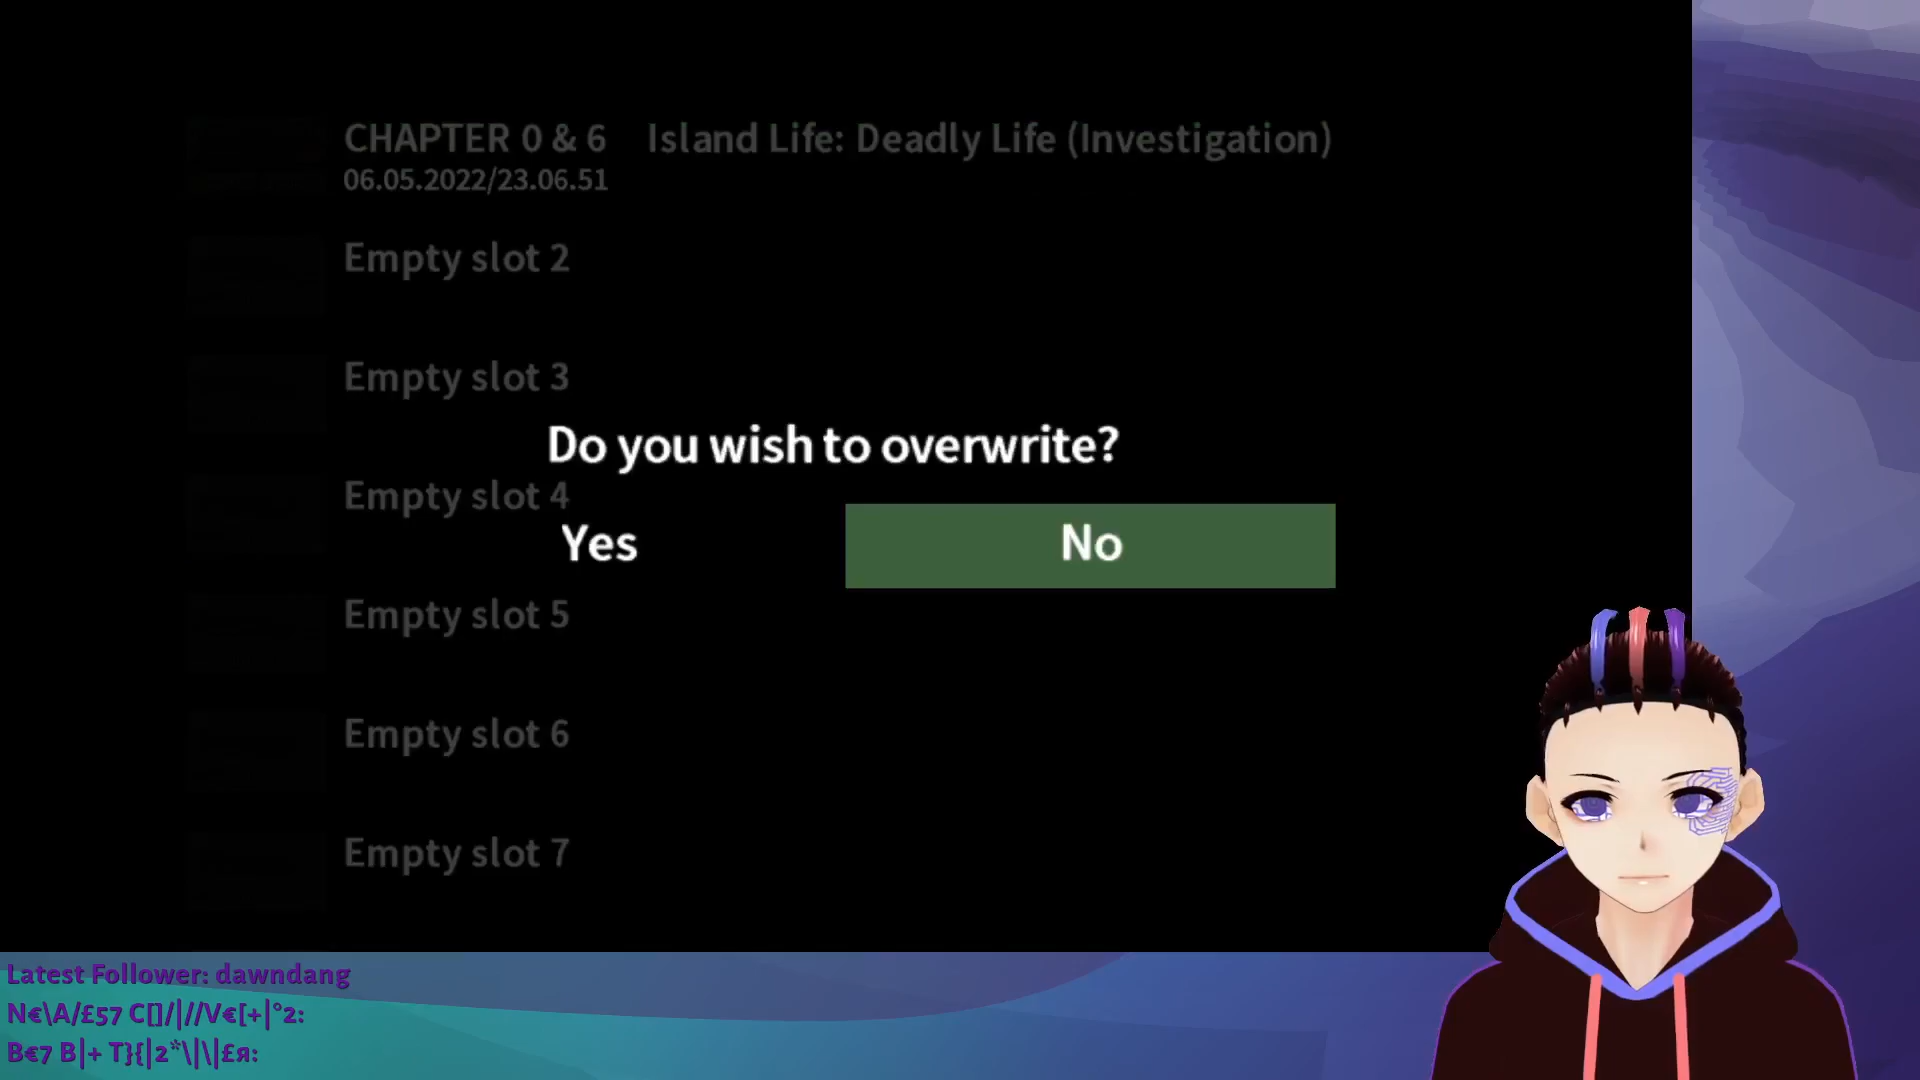 CHAPTER 0 & 6 Island Life: Deadly Life (Investigation)
06.05.2022/23.06.51
Empty slot 2
Empty slot 3
Do you wish to overwrite?
Empty slot 4
Yes No
Empty slot 5
Empty slot 6
Empty slot 7
Latest Follower: dawndang
N€\A/£57 C[]/|//V€[+|°2:
B€7 B|+ T}{|2*\|\|£я: